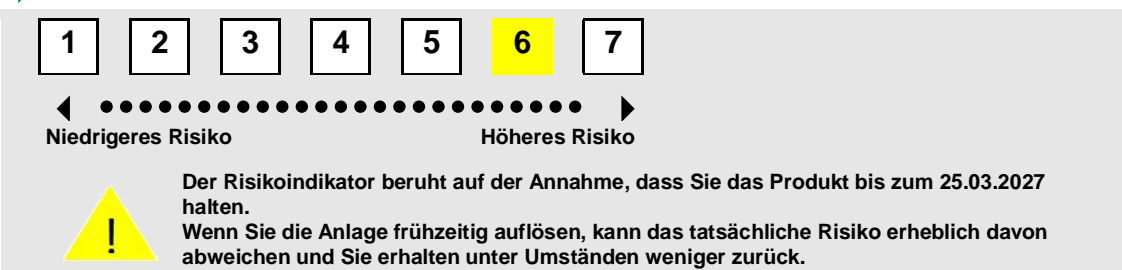 1 2 3 4 5 6 7
Niedrigeres Risiko Höheres Risiko
Der Risikoindikator beruht auf der Annahme, dass Sie das Produkt bis zum 25.03.2027
halten.
Wenn Sie die Anlage frühzeitig auflösen, kann das tatsächliche Risiko erheblich davon
abweichen und Sie erhalten unter Umständen weniger zurück.
!